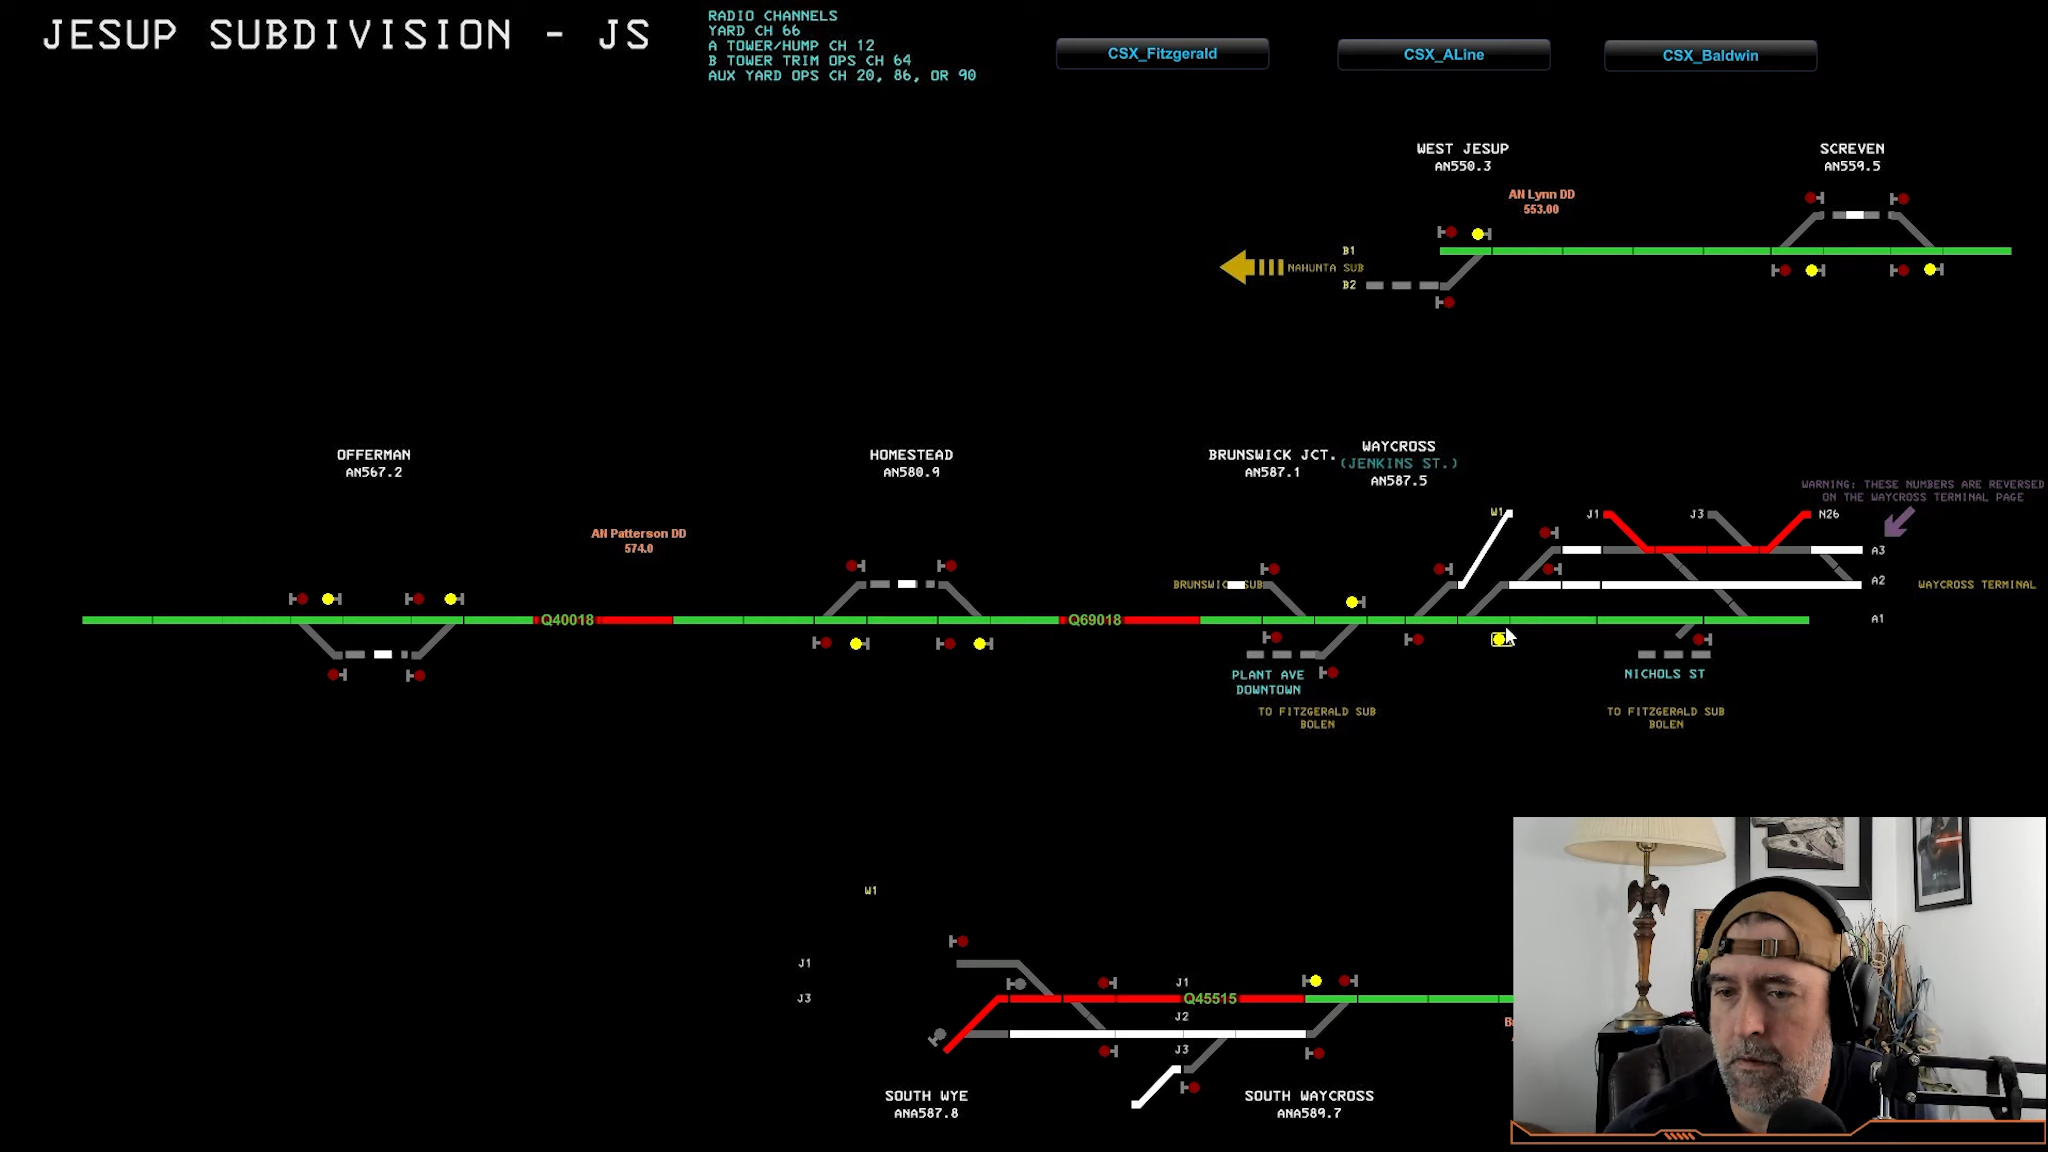 JESUP SUBDIVISION - JS
RADIO CHANNELS
YARD CH 66
A TOWER/HUMP CH 12
B TOWER TRIM OPS CH 64
AUX YARD OPS CH 20, 86, OR 90
CSX_Fitzgerald
CSX_ALine
CSX_Baldwin
WEST JESUP
AN550.3
SCREVEN
AN559.5
AN Lynn DD
553.00
B1
NAHUNTA SUB
B2
OFFERMAN
AN567.2
HOMESTEAD
AN580.9
BRUNSWICK JCT.
AN587.1
WAYCROSS
(JENKINS ST.)
AN587.5
WARNING: THESE NUMBERS ARE REVERSED
ON THE WAYCROSS TERMINAL PAGE
W1
J1
J3
N26
A3
AN Patterson DD
574.0
BRUNSWIC SUB
A2
WAYCROSS TERMINAL
Q40018
Q69018
A1
PLANT AVE
DOWNTOWN
NICHOLS ST
TO FITZGERALD SUB
BOLEN
TO FITZGERALD SUB
BOLEN
W1
J1
J3
J1
Q45515
J2
J3
SOUTH WYE
ANA587.8
SOUTH WAYCROSS
ANA589.7